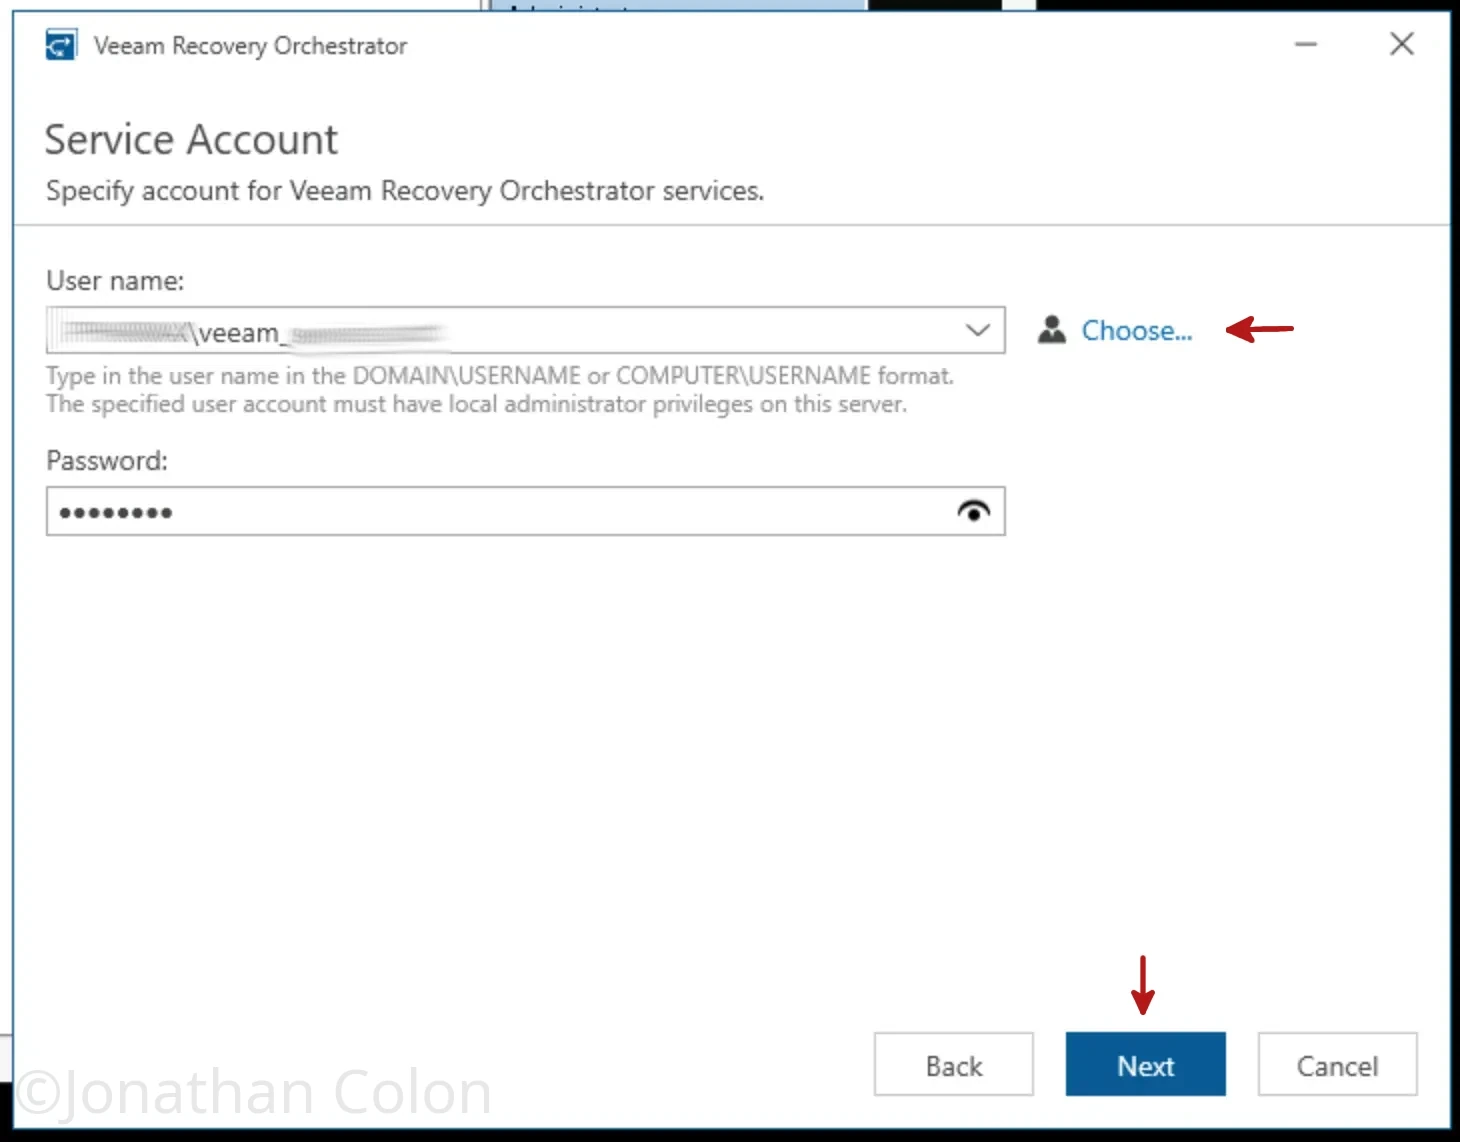 Veeam Recovery Orchestrator
Service Account
Specify account for Veeam Recovery Orchestrator services.
User name:
\veeam_
Choose...
Type in the user name in the DOMAIN\USERNAME or COMPUTER\USERNAME format.
The specified user account must have local administrator privileges on this server.
Password:
Back
Next
Cancel
©Jonathan Colon